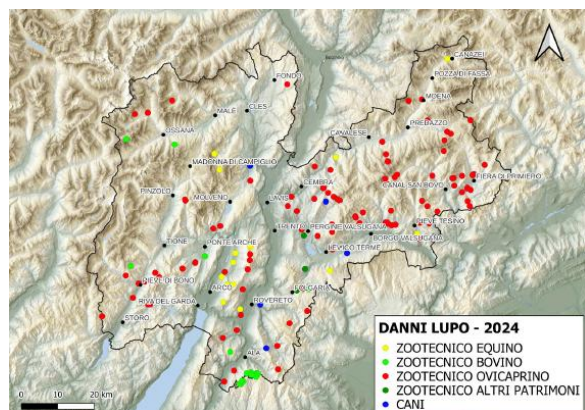 CANAZEI
POZZA DI FASSA
FONDO
MOENA
MALÉ
CLES
OSSANA
CAVALESE
PREDAZZO
MADONNA DI CAMPIGLIO
CEMBRA
FIERA DI PRIMIERO
PINZOLO
MOLVENO
CANAL SAN BOVO
LAVIS
TRENTO
PERGINE VALSUGANA
PIEVE TESINO
BORGO VALSUGANA
TIONE
PONTE ARCHE
LEVICO TERME
PIEVE DI BONO
ARCO
FOLGARIA
RIVA DEL GARDA
ROVERETO
STORO
ALA
DANNI LUPO - 2024
ZOOTECNICO EQUINO
ZOOTECNICO BOVINO
ZOOTECNICO OVICAPRINO
ZOOTECNICO ALTRI PATRIMONI
CANI
0 10 20 km